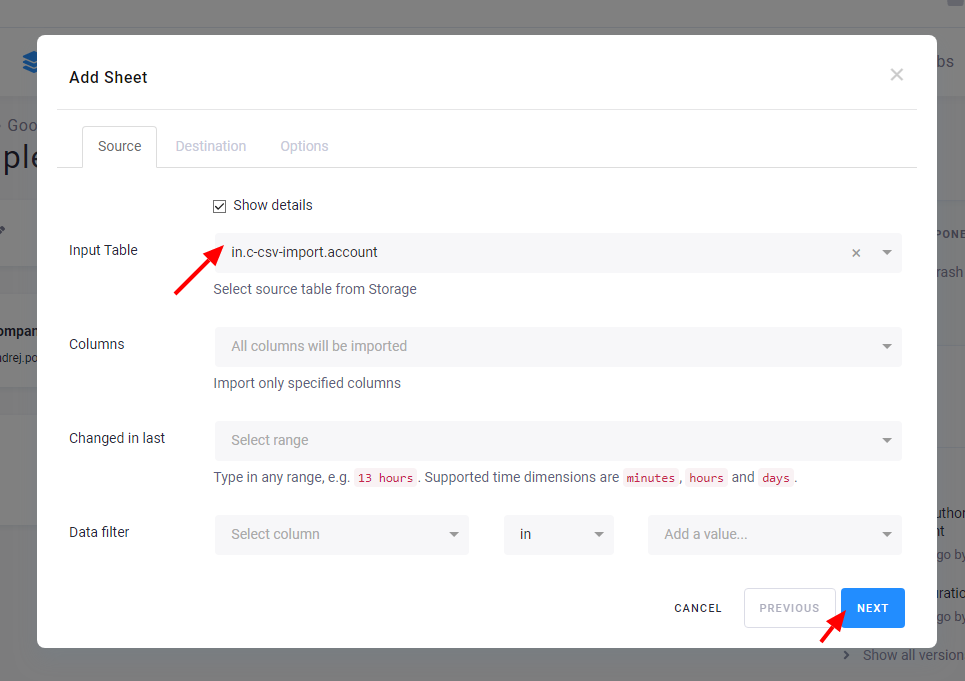 bs
Goo
ple
Add Sheet
Source Destination Options
Show details
Input Table
in.c-csv-import.account
Select source table from Storage
PONE
rash
ompan
ndrej.po
Columns
All columns will be imported
Import only specified columns
Changed in last
Select range
Type in any range, e.g. 13 hours . Supported time dimensions are minutes , hours and days .
Data filter
Select column in Add a value...
uthor
nt
go by
CANCEL PREVIOUS NEXT
uratio
go by
Show all version